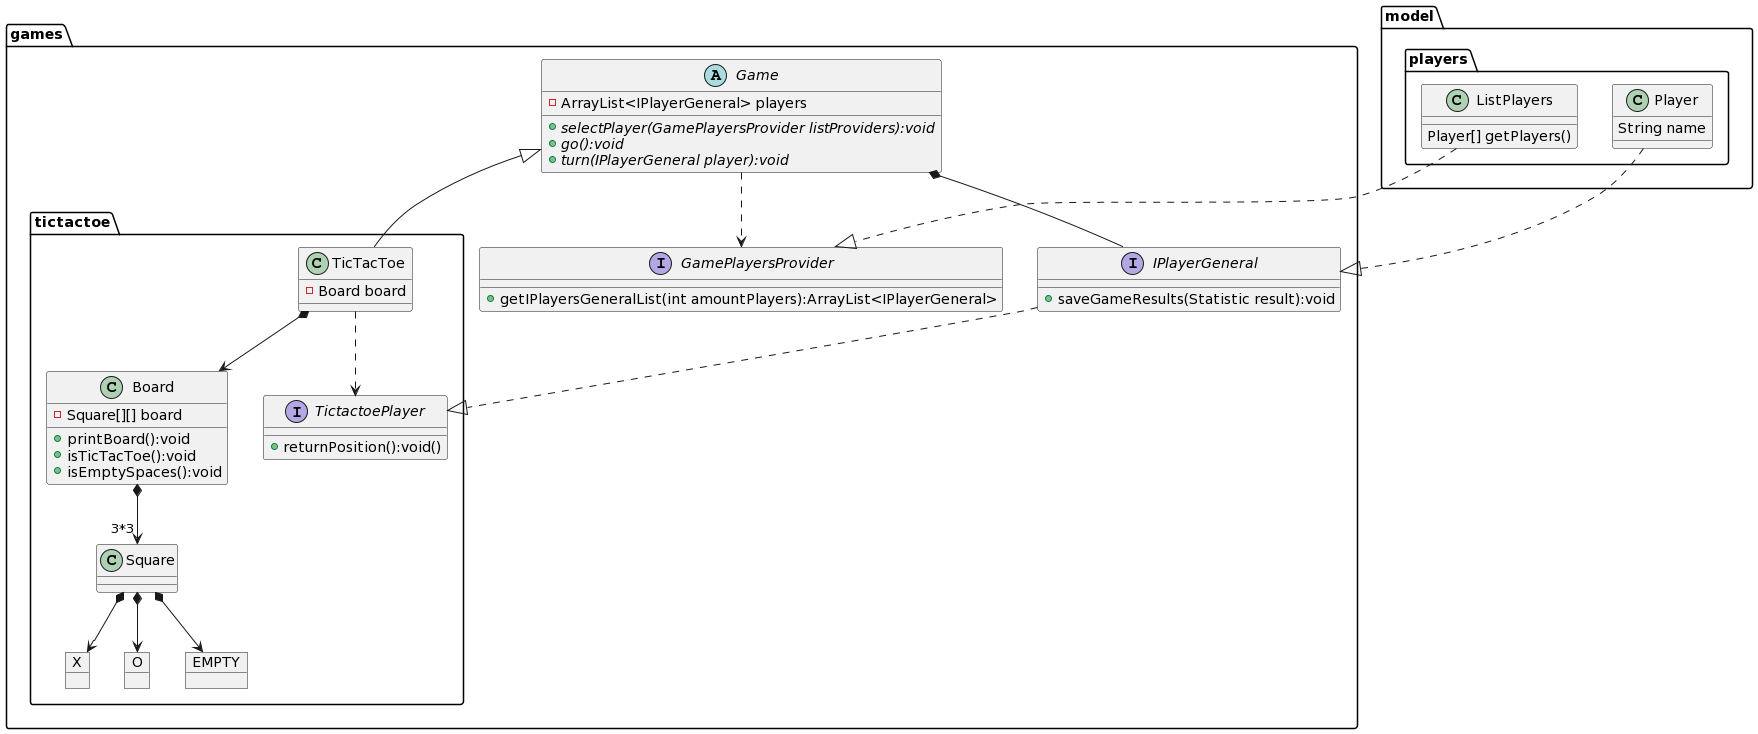 games
model
players
A Game
ArrayList<IPlayerGeneral> players
selectPlayer(GamePlayersProvider listProviders):void
go():void
turn(IPlayerGeneral player):void
C ListPlayers
Player[] getPlayers()
C Player
String name
tictactoe
C TicTacToe
Board board
I GamePlayersProvider
getIPlayersGeneralList(int amountPlayers):ArrayList<IPlayerGeneral>
I IPlayerGeneral
saveGameResults(Statistic result):void
C Board
Square[][] board
printBoard():void
isTicTacToe():void
isEmptySpaces():void
I TictactoePlayer
returnPosition():void()
3*3
C Square
X
O
EMPTY